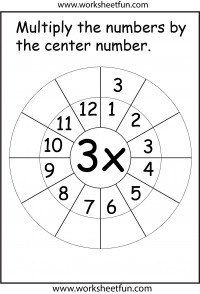 www.worksheetfun.com
Multiply the numbers by
the center number.
3
12 1
11 2
10 3x 3
9 4
8 5
7 6
www.worksheetfun.com